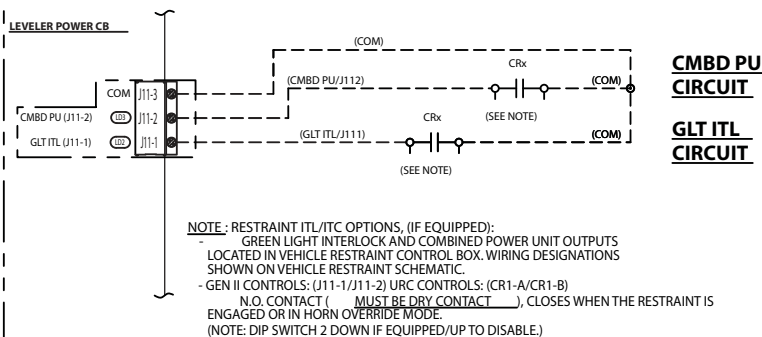 LEVELER POWER CB
(COM)
CRx
CMBD PU
CIRCUIT
COM J11-3
(CMBD PU/J112)
(COM)
CMBD PU (J11-2) LD3 J11-2
(SEE NOTE)
CRx
GLT ITL
CIRCUIT
GLT ITL (J11-1) LD2 J11-1
(GLT ITL/J111)
(COM)
(SEE NOTE)
NOTE : RESTRAINT ITL/ITC OPTIONS, (IF EQUIPPED):
- GREEN LIGHT INTERLOCK AND COMBINED POWER UNIT OUTPUTS
LOCATED IN VEHICLE RESTRAINT CONTROL BOX. WIRING DESIGNATIONS
SHOWN ON VEHICLE RESTRAINT SCHEMATIC.
- GEN II CONTROLS: (J11-1/J11-2) URC CONTROLS: (CR1-A/CR1-B)
N.O. CONTACT ( MUST BE DRY CONTACT ), CLOSES WHEN THE RESTRAINT IS
ENGAGED OR IN HORN OVERRIDE MODE.
(NOTE: DIP SWITCH 2 DOWN IF EQUIPPED/UP TO DISABLE.)